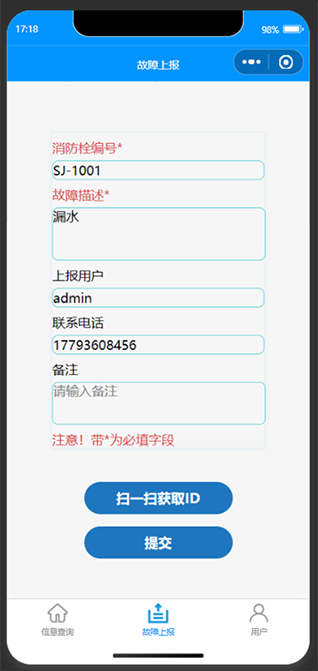 17:18
98%
故障上报
消防栓编号*
SJ-1001
故障描述*
漏水
上报用户
admin
联系电话
17793608456
备注
请输入备注
注意！带*为必填字段
扫一扫获取ID
提交
信息查询
故障上报
用户